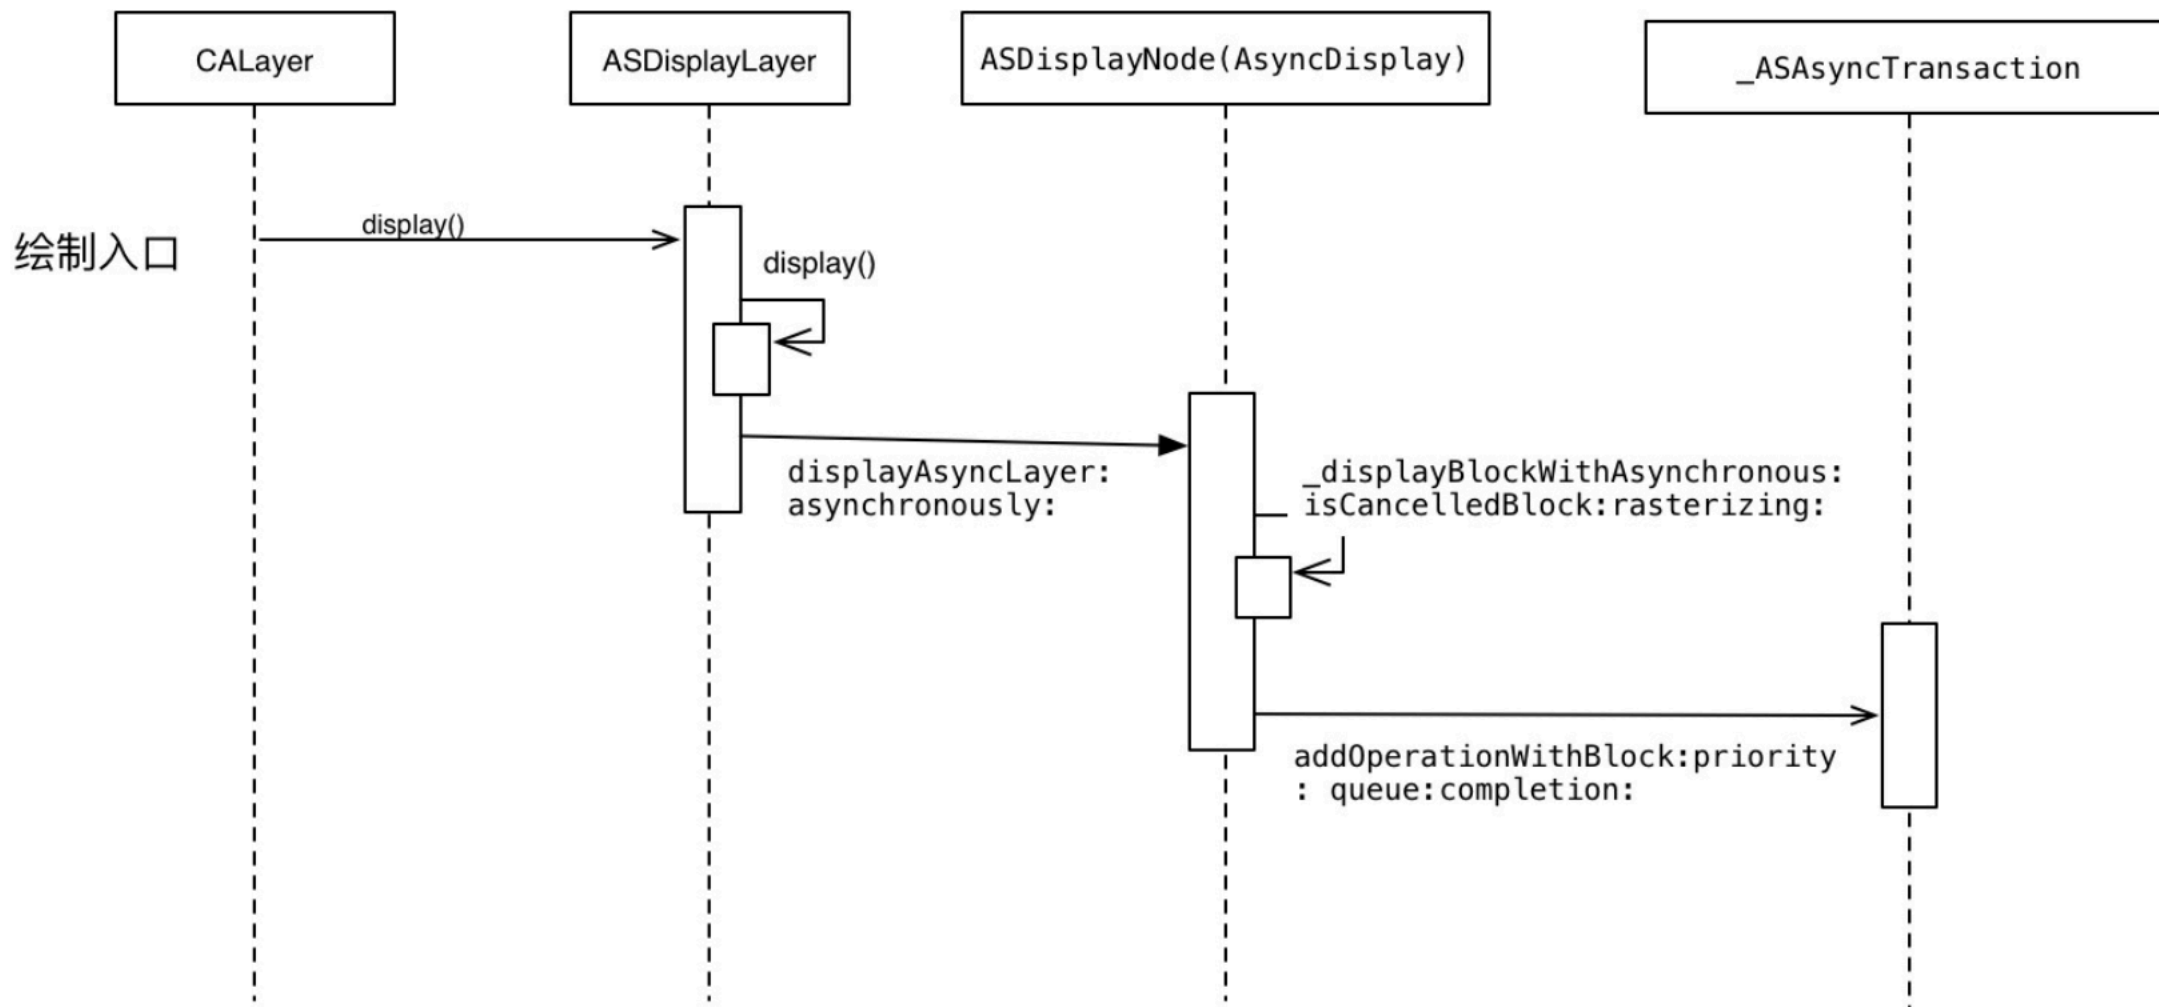 CALayer
ASDisplayLayer
ASDisplayNode(AsyncDisplay)
_ASAsyncTransaction
绘制入口
display()
display()
displayAsyncLayer:
asynchronously:
_displayBlockWithAsynchronous:
isCancelledBlock:rasterizing:
addOperationWithBlock:priority
: queue:completion: